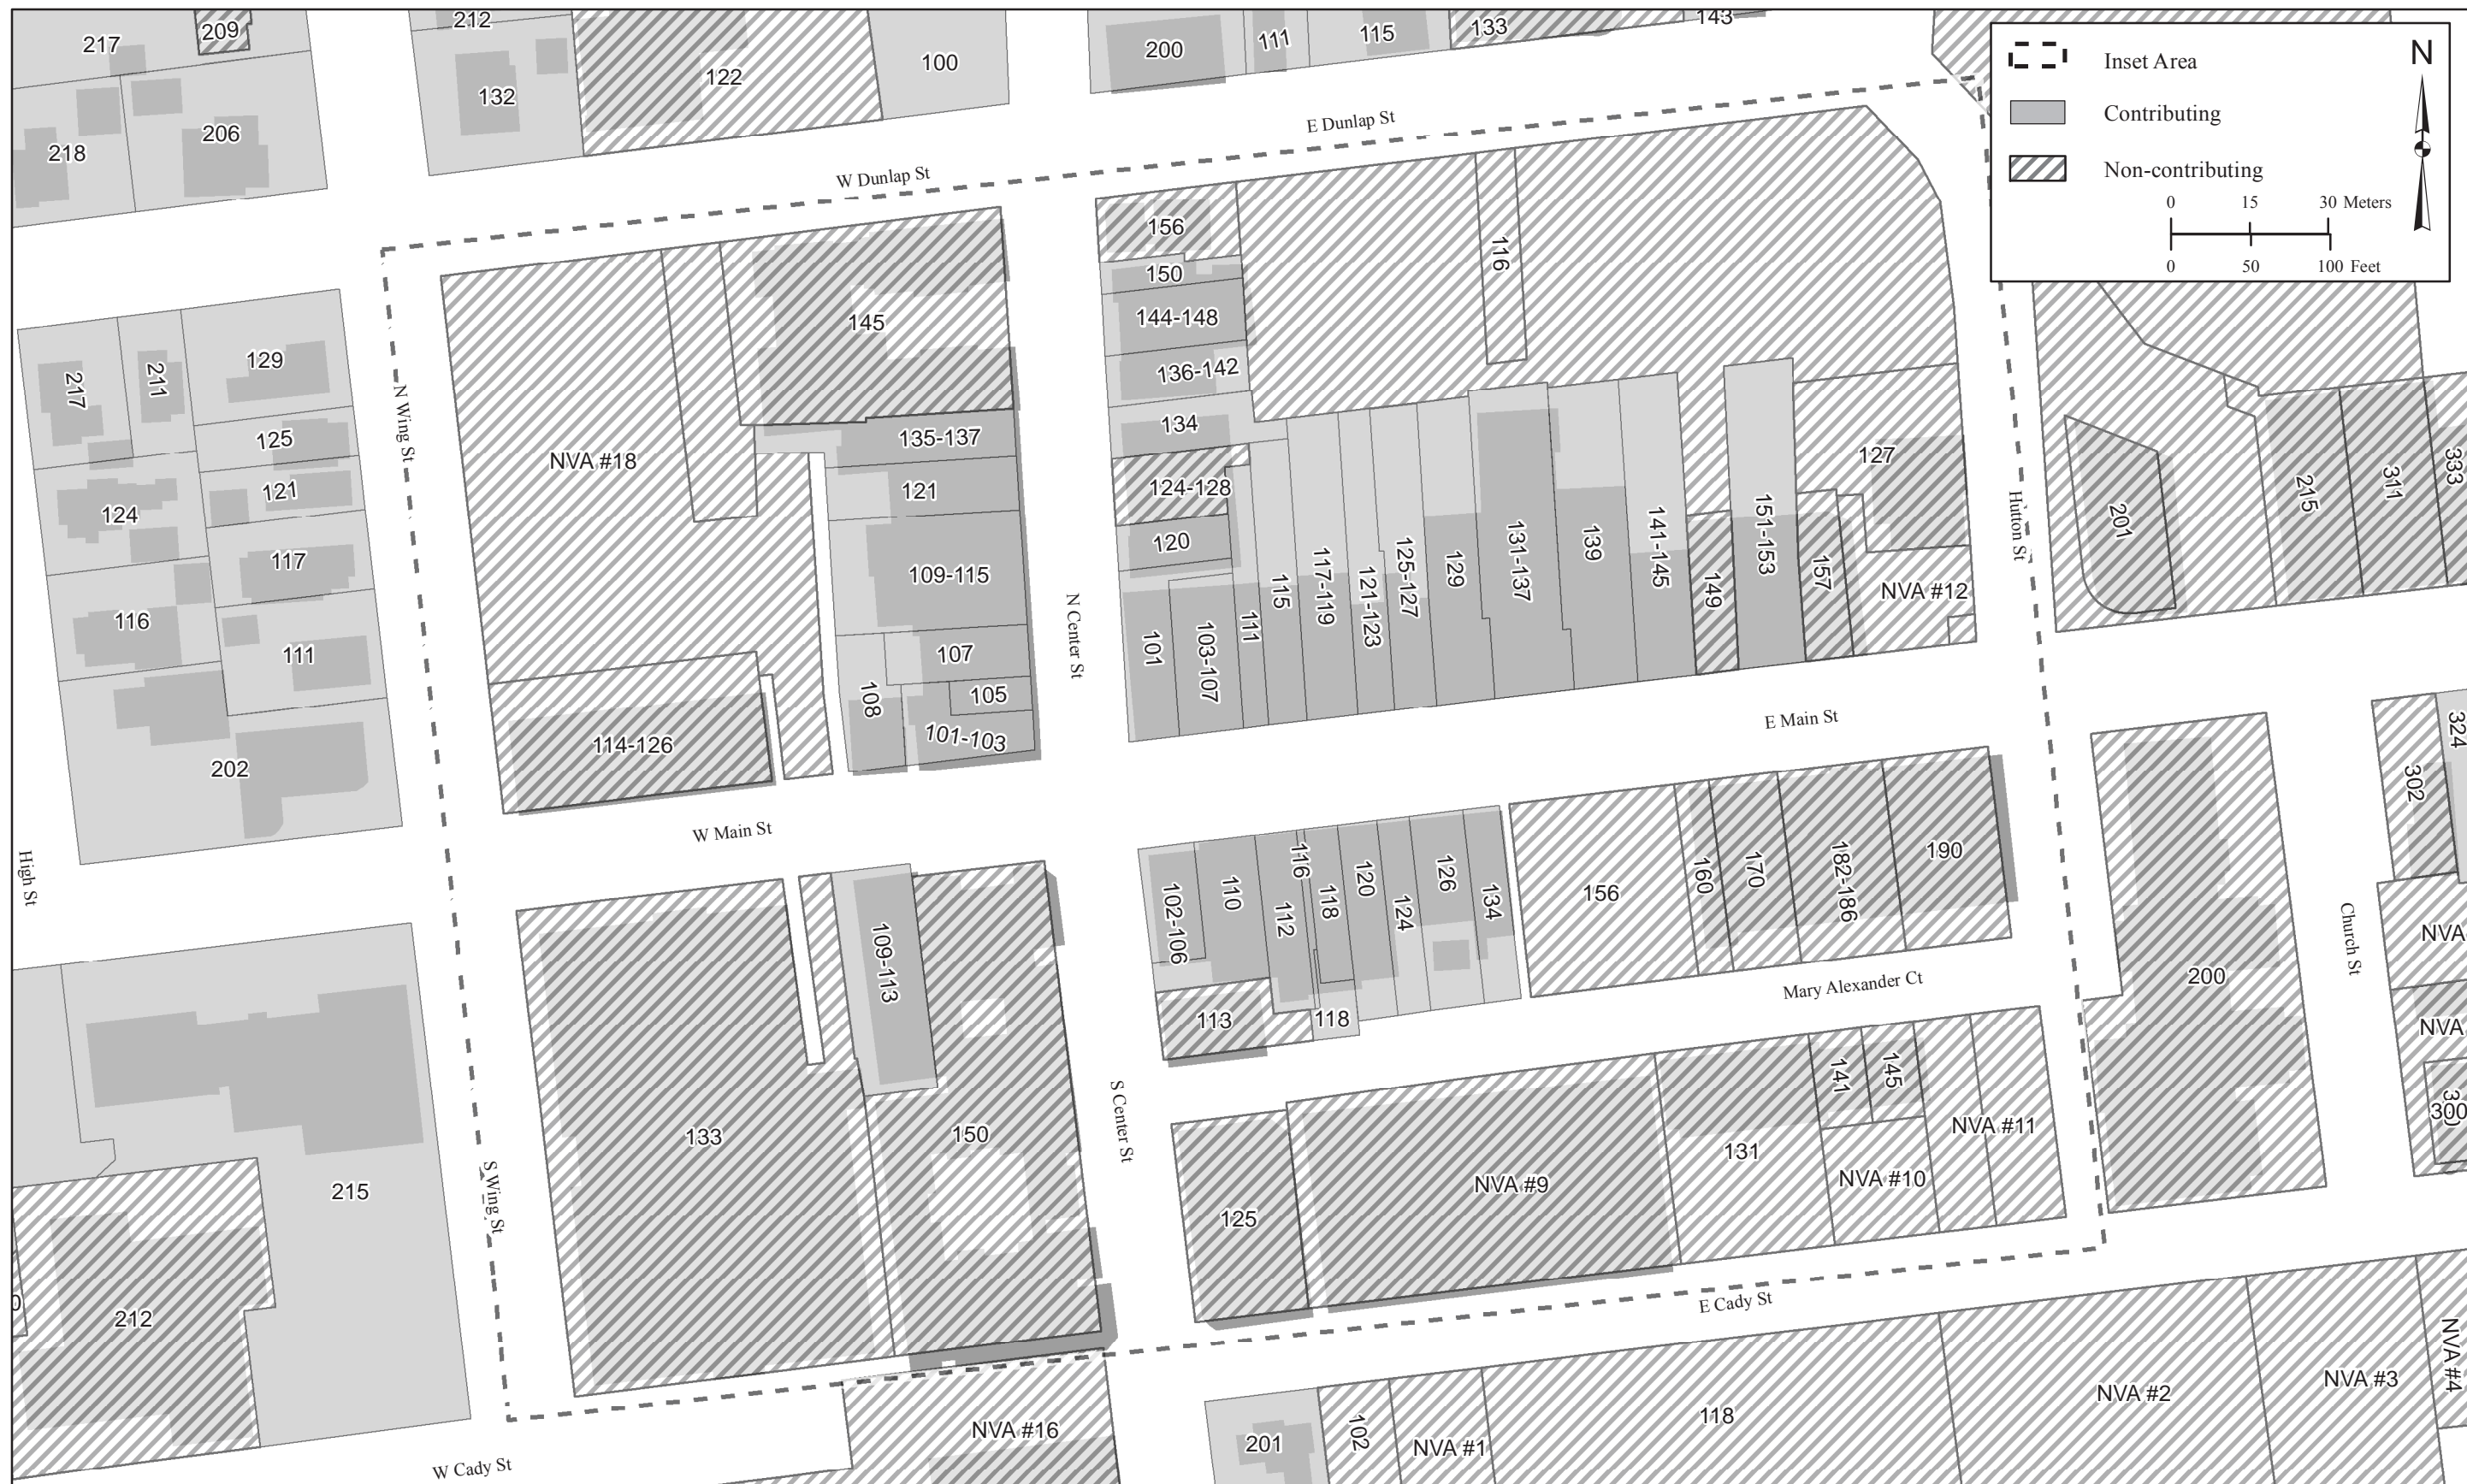 217
209
212
122
100
200
111
115
133
143
132
218
206
Inset Area
Contributing
Non-contributing
N
0 15 30 Meters
0 50 100 Feet
E Dunlap St
W Dunlap St
N Wing St
217
211
129
125
121
124
117
116
111
202
High St
NVA #18
145
135-137
121
109-115
107
105
108
101-103
114-126
N Center St
156
150
144-148
136-142
134
124-128
120
101
103-107
111
115
117-119
121-123
125-127
129
131-137
139
141-145
149
151-153
157
116
127
NVA #12
Hutton St
201
215
311
333
E Main St
W Main St
109-113
133
150
S Wing St
215
212
W Cady St
S Center St
102-106
110
112
116
118
120
124
126
134
113
118
156
160
170
182-186
190
Mary Alexander Ct
125
NVA #9
131
141
145
NVA #10
NVA #11
200
Church St
302
324
NVA
NVA
300
E Cady St
NVA #16
201
102
NVA #1
118
NVA #2
NVA #3
NVA #4